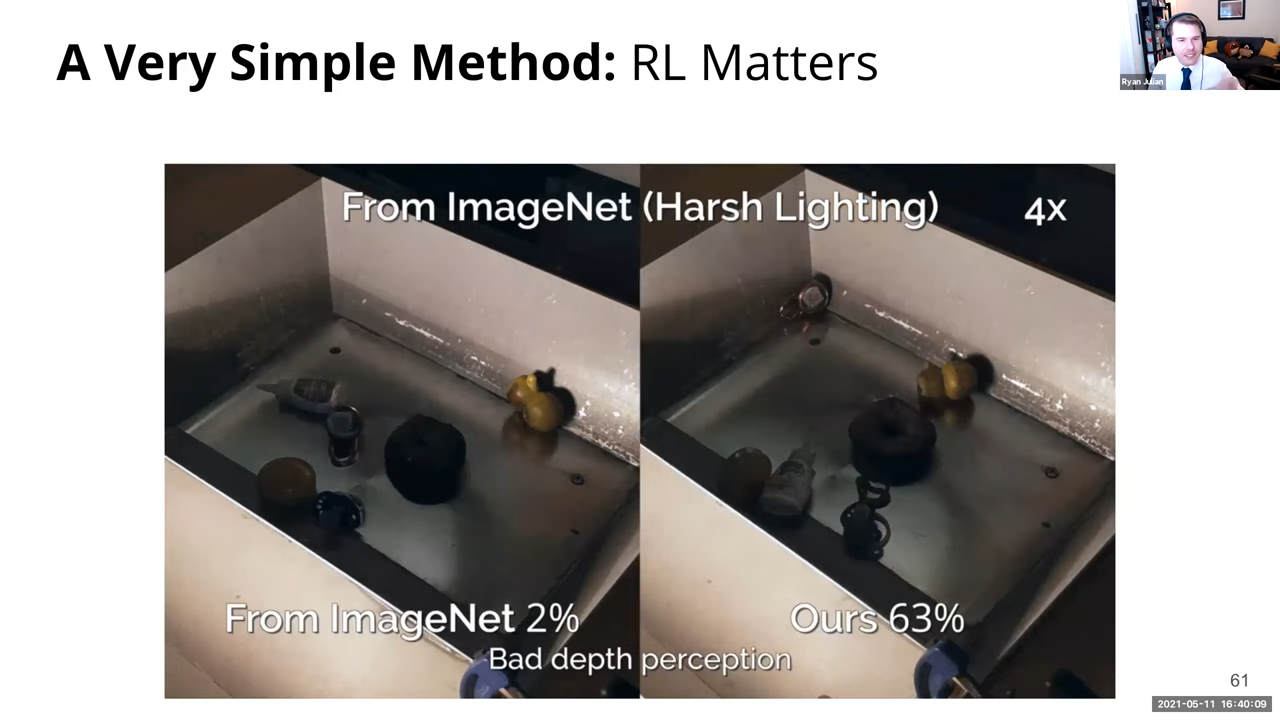 A Very Simple Method: RL Matters
Ryan Julian
From ImageNet (Harsh Lighting)
4x
From ImageNet 2%
Ours 63%
Bad depth perception
61
2021-05-11 16:40:09